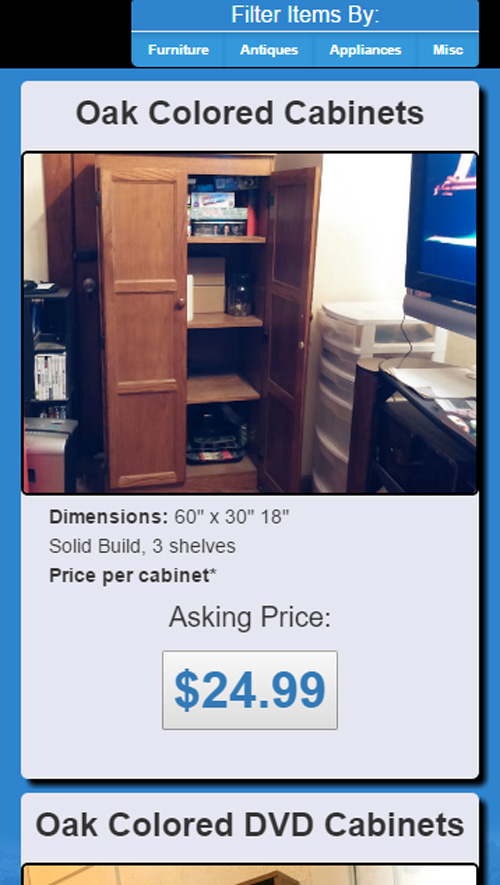 Filter Items By:
Furniture Antiques Appliances Misc
Oak Colored Cabinets
Dimensions: 60" x 30" 18"
Solid Build, 3 shelves
Price per cabinet*
Asking Price:
$24.99
Oak Colored DVD Cabinets